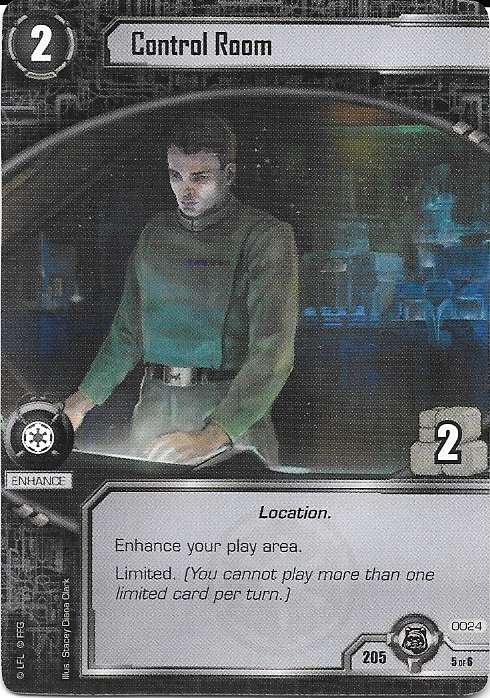 2
Control Room
2
ENHANCE
Location.
Enhance your play area.
Limited. (You cannot play more than one
limited card per turn.)
© LFL © FFG
Illus. Stacey Diana Clark
0024
205
5 OF 6